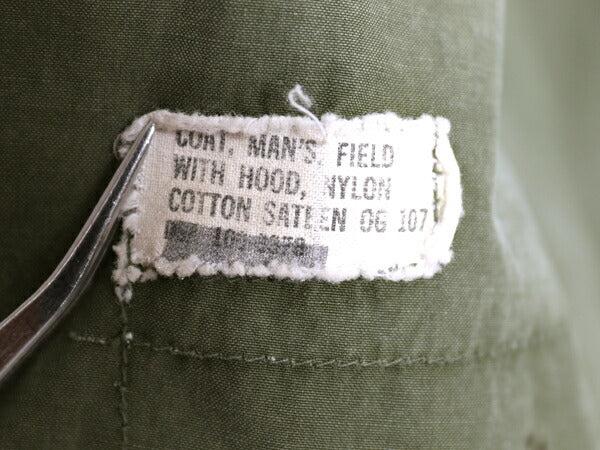 COAT, MAN'S, FIELD
WITH HOOD, NYLON
COTTON SATEEN OG 107